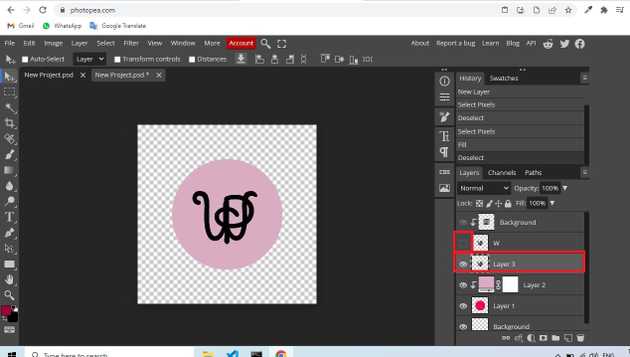 photopea.com
Gmail WhatsApp Google Translate
File Edit Image Layer Select Filter View Window More Account About Report a bug Learn Blog API
Auto-Select Layer Transform controls Distances
New Project.psd New Project.psd *
History Swatches
New Layer
Select Pixels
Deselect
Select Pixels
Fill
Deselect
Layers Channels Paths
Normal Opacity: 100%
Lock: Fill: 100%
Background
W
Layer 3
Layer 2
Layer 1
Background
Type here to search